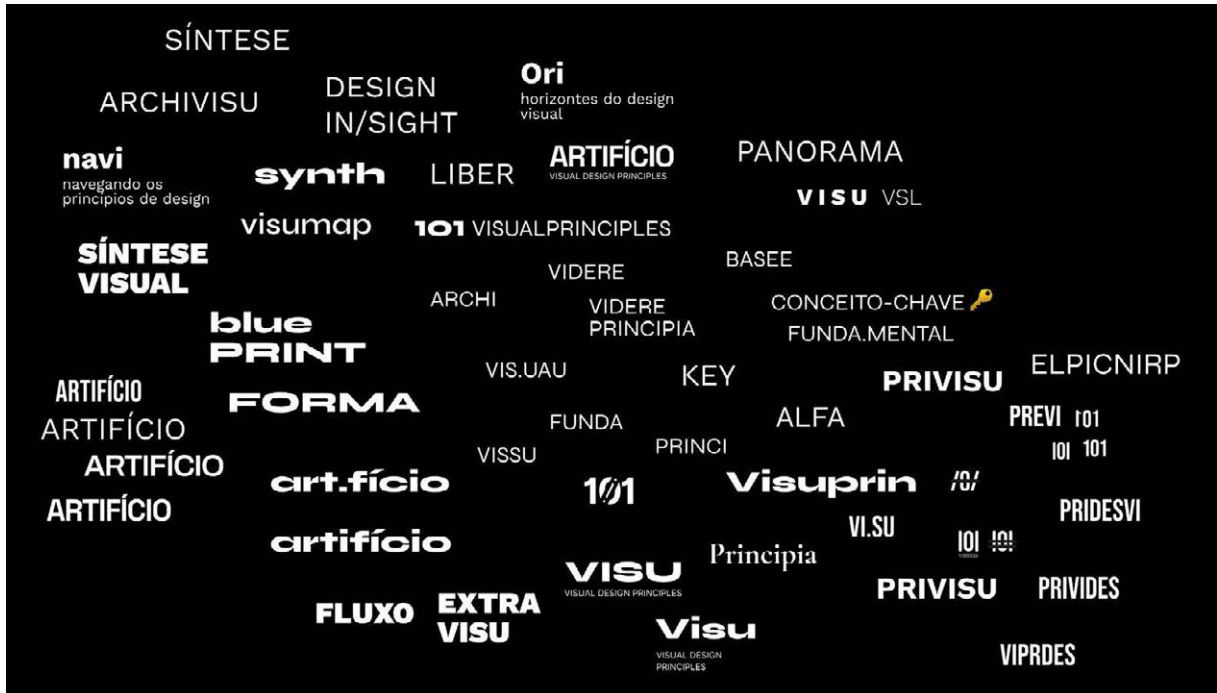 SÍNTESE
ARCHIVISU
DESIGN
IN/SIGHT
Ori
horizontes do design
visual
navi
navegando os
princípios de design
synth
LIBER
ARTIFÍCIO
VISUAL DESIGN PRINCIPLES
PANORAMA
VISU VSL
visumap
101 VISUALPRINCIPLES
SÍNTESE
VISUAL
VIDERE
BASEE
ARCHI
VIDERE
PRINCIPIA
CONCEITO-CHAVE 🔑
FUNDA.MENTAL
blue
PRINT
VIS.UAU
KEY
PRIVISU
ELPICNIRP
ARTIFÍCIO
FORMA
ARTIFÍCIO
FUNDA
ALFA
PREVI 101
ARTIFÍCIO
VISSU
PRINCI
101 101
art.fício
101
Visuprin
101
ARTIFÍCIO
PRIDESVI
artifício
VI.SU
101 101
Principia
VISU
VISUAL DESIGN PRINCIPLES
PRIVISU
PRIVIDES
FLUXO
EXTRA
VISU
Visu
VISUAL DESIGN
PRINCIPLES
VIPRDES